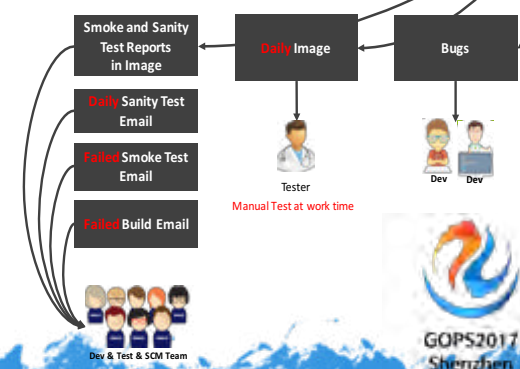 Smoke and Sanity
Test Reports
in Image
Daily Image
Bugs
Daily Sanity Test
Email
Failed Smoke Test
Email
Failed Build Email
Tester
Manual Test at work time
Dev
Dev
Dev & Test & SCM Team
GOPS2017
Shenzhen